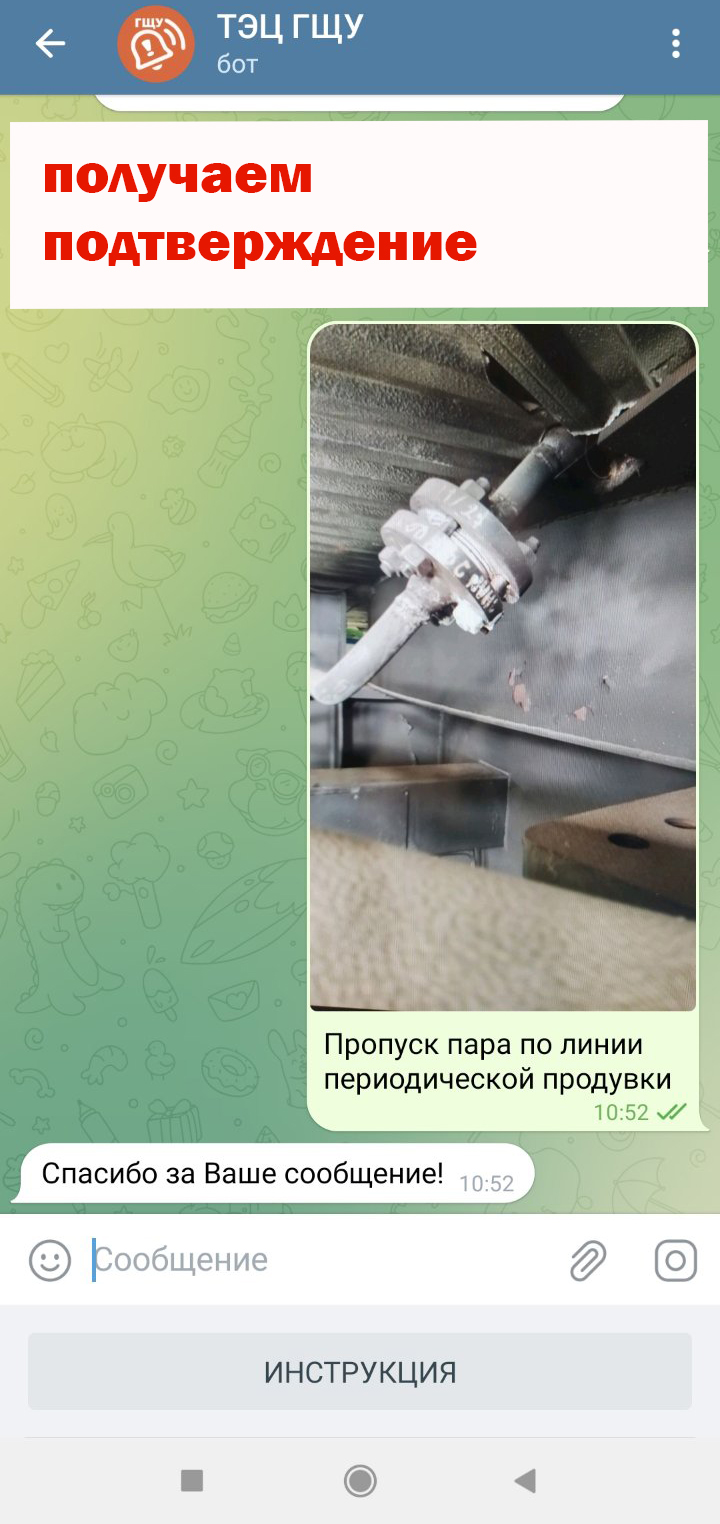 ГЩУ
ТЭЦ ГЩУ
бот
получаем
подтверждение
Пропуск пара по линии
периодической продувки
10:52
Спасибо за Ваше сообщение!
10:52
Сообщение
ИНСТРУКЦИЯ